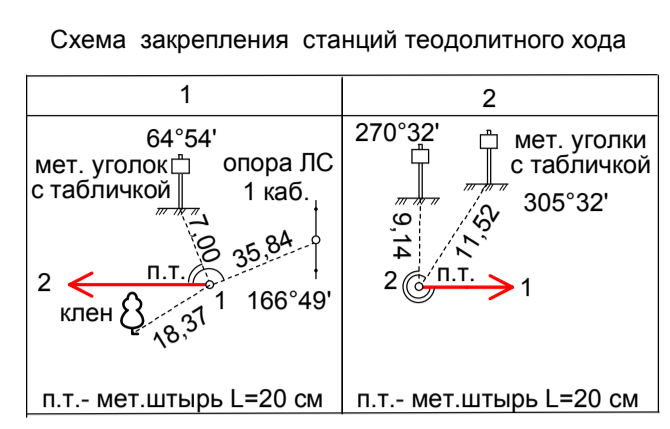 Схема закрепления станций теодолитного хода
1
64°54'
мет. уголок
с табличкой
опора ЛС
1 каб.
7,00
35,84
п.т.
2
1
166°49'
клен
18,37
п.т.- мет.штырь L=20 см
2
270°32'
мет. уголки
с табличкой
305°32'
9,14
11,52
п.т.
2
1
п.т.- мет.штырь L=20 см